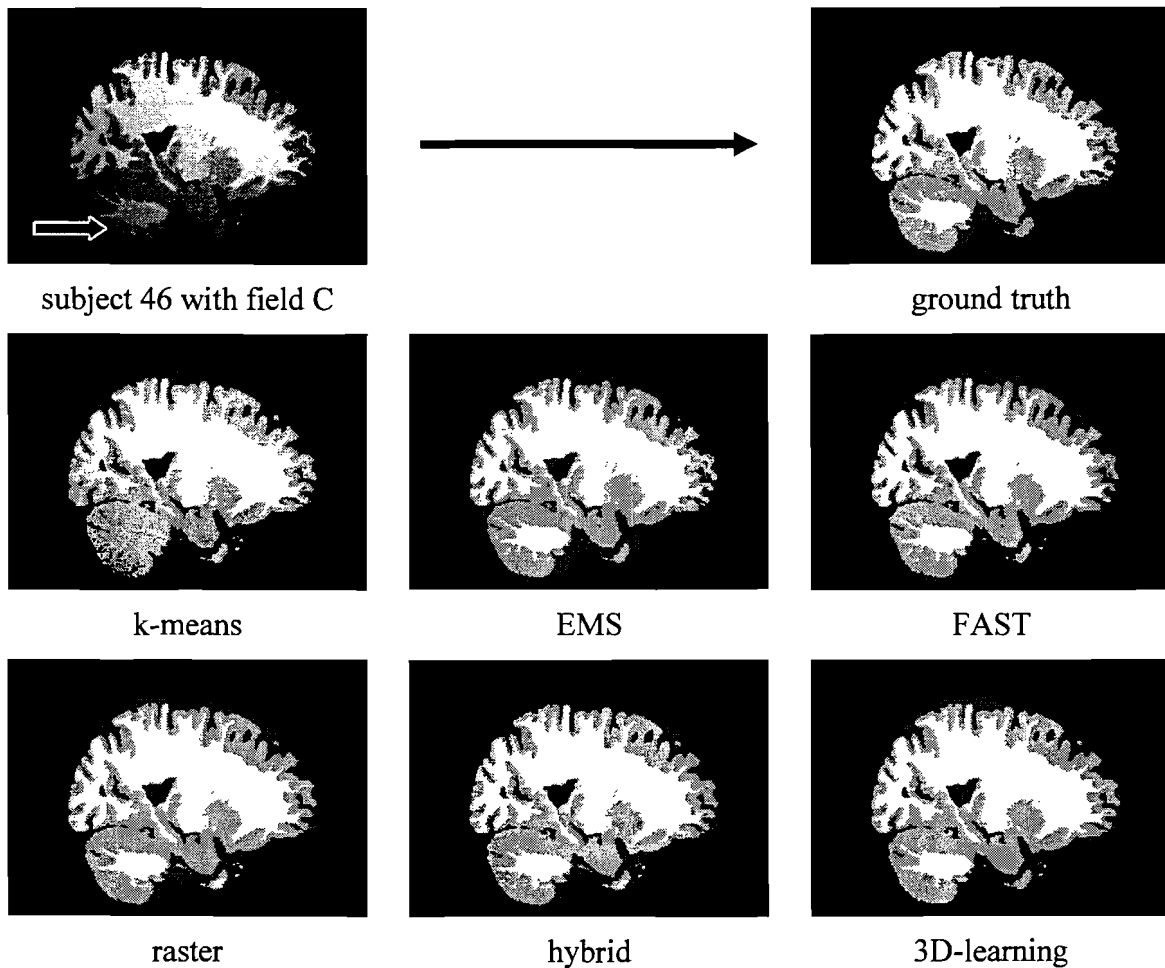 subject 46 with field C
ground truth
k-means
EMS
FAST
raster
hybrid
3D-learning